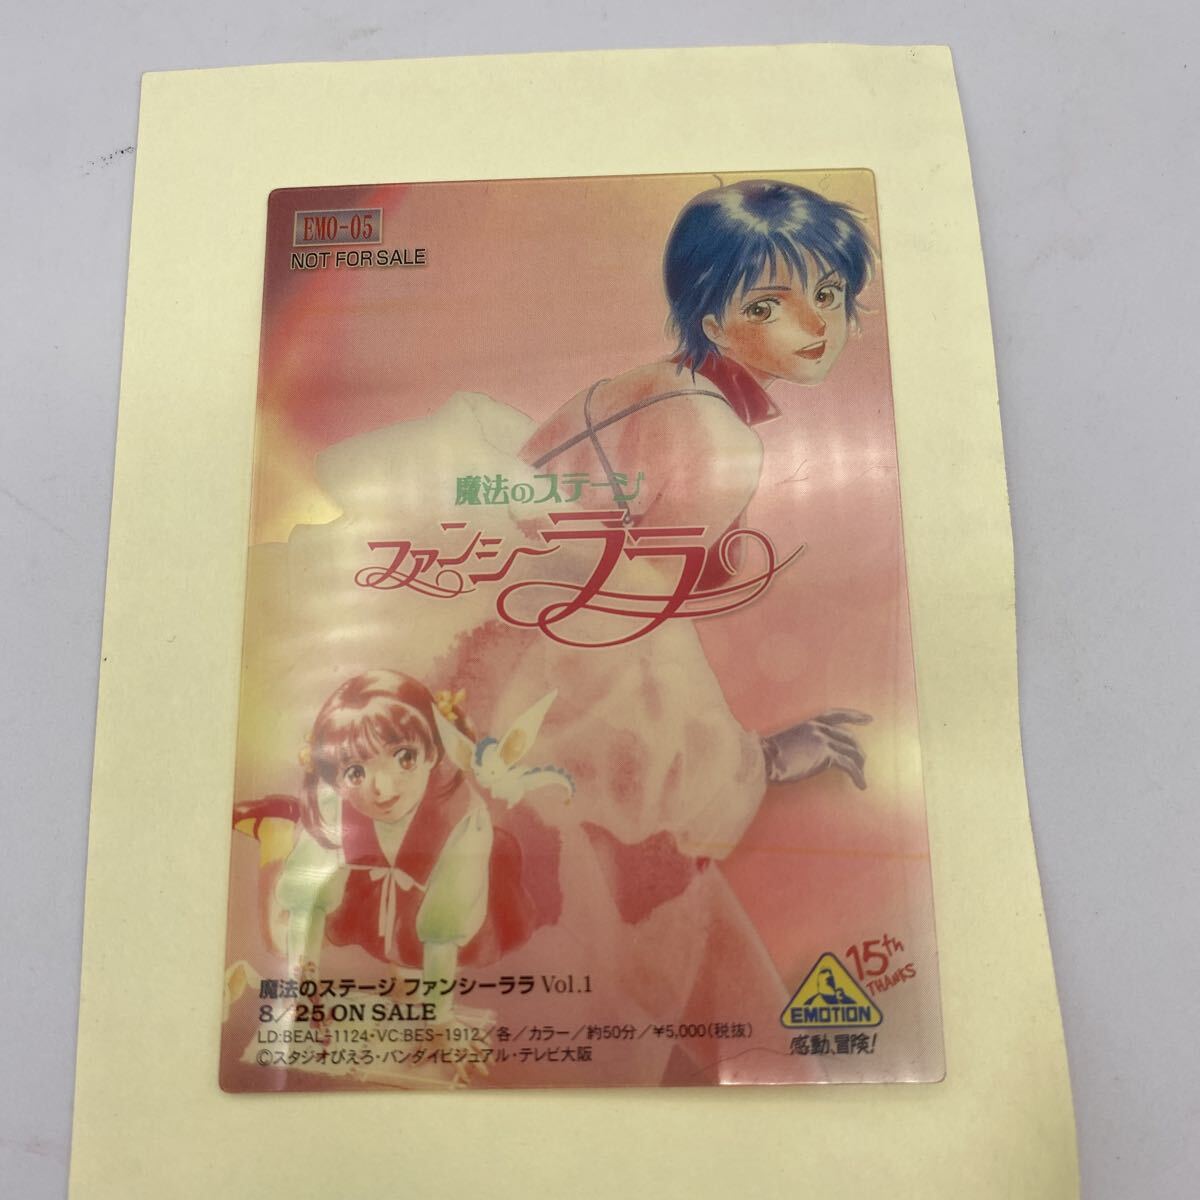 EMO-05
NOT FOR SALE
魔法のステージ
ファンシーララ
魔法のステージ ファンシーララ Vol.1
8/25 ON SALE
LD:BEAL-1124・VC:BES-1912/各/カラー/約50分/¥5,000(税抜)
©スタジオぴえろ・バンダイビジュアル・テレビ大阪
15th
THANKS
EMOTION
感動、冒険!